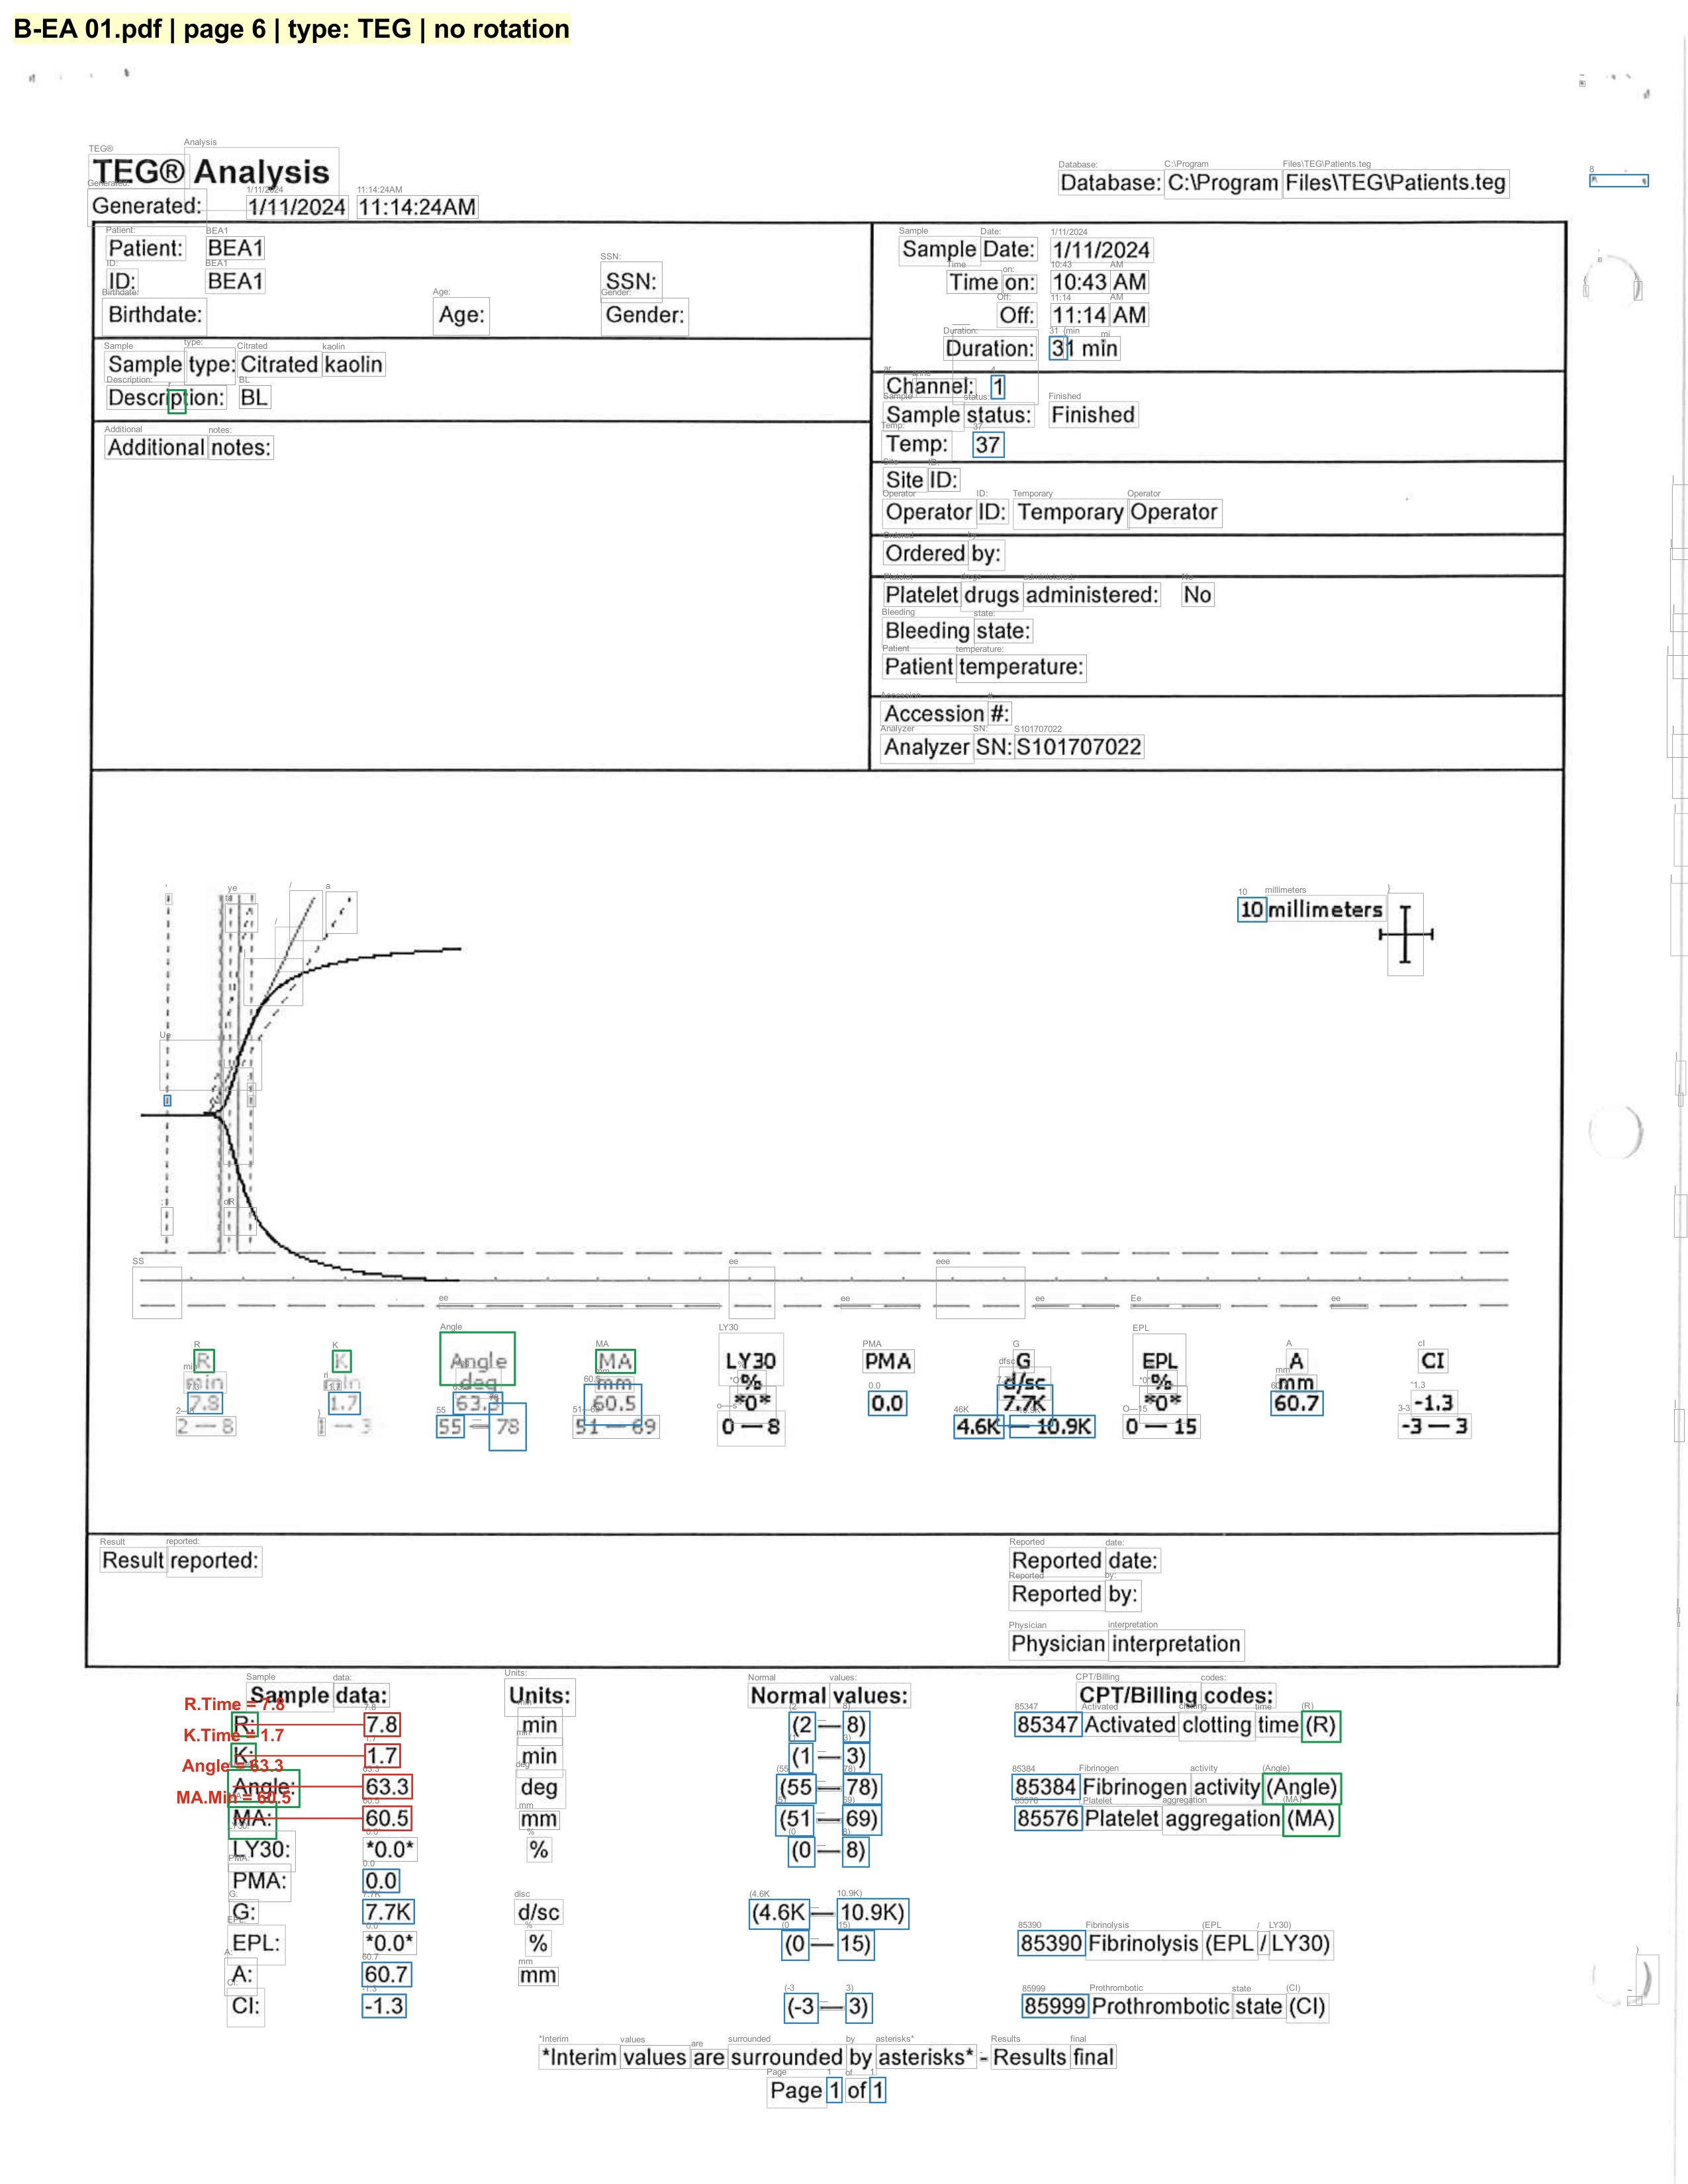 B-EA 01.pdf | page 6 | type: TEG | no rotation
TEG® Analysis
Database: C:\Program Files\TEG\Patients.teg
Generated: 1/11/2024 11:14:24AM
Patient: BEA1
ID: BEA1
SSN:
Birthdate:
Age:
Gender:
Sample type: Citrated kaolin
Description: BL
Additional notes:
Sample Date: 1/11/2024
Time on: 10:43 AM
Off: 11:14 AM
Duration: 31 min
Channel: 1
Sample status: Finished
Temp: 37
Site ID:
Operator ID: Temporary Operator
Ordered by:
Platelet drugs administered: No
Bleeding state:
Patient temperature:
Accession #:
Analyzer SN: S101707022
10 millimeters
R K Angle MA LY30 PMA G EPL A CI
min min deg mm % d/sc % mm
7.8 1.7 63.3 60.5 *0* 0.0 7.7K *0* 60.7 -1.3
2 — 8 1 — 3 55 — 78 51 — 69 0 — 8 4.6K — 10.9K 0 — 15 -3 — 3
Result reported:
Reported date:
Reported by:
Physician interpretation
Sample data: Units: Normal values: CPT/Billing codes:
R.Time = 7.8
R: 7.8 min (2 — 8) 85347 Activated clotting time (R)
K.Time = 1.7
K: 1.7 min (1 — 3)
Angle = 63.3
Angle: 63.3 deg (55 — 78) 85384 Fibrinogen activity (Angle)
MA.Min = 60.5
MA: 60.5 mm (51 — 69) 85576 Platelet aggregation (MA)
LY30: *0.0* % (0 — 8)
PMA: 0.0
G: 7.7K d/sc (4.6K — 10.9K)
EPL: *0.0* % (0 — 15) 85390 Fibrinolysis (EPL / LY30)
A: 60.7 mm
CI: -1.3 (-3 — 3) 85999 Prothrombotic state (CI)
*Interim values are surrounded by asterisks* - Results final
Page 1 of 1